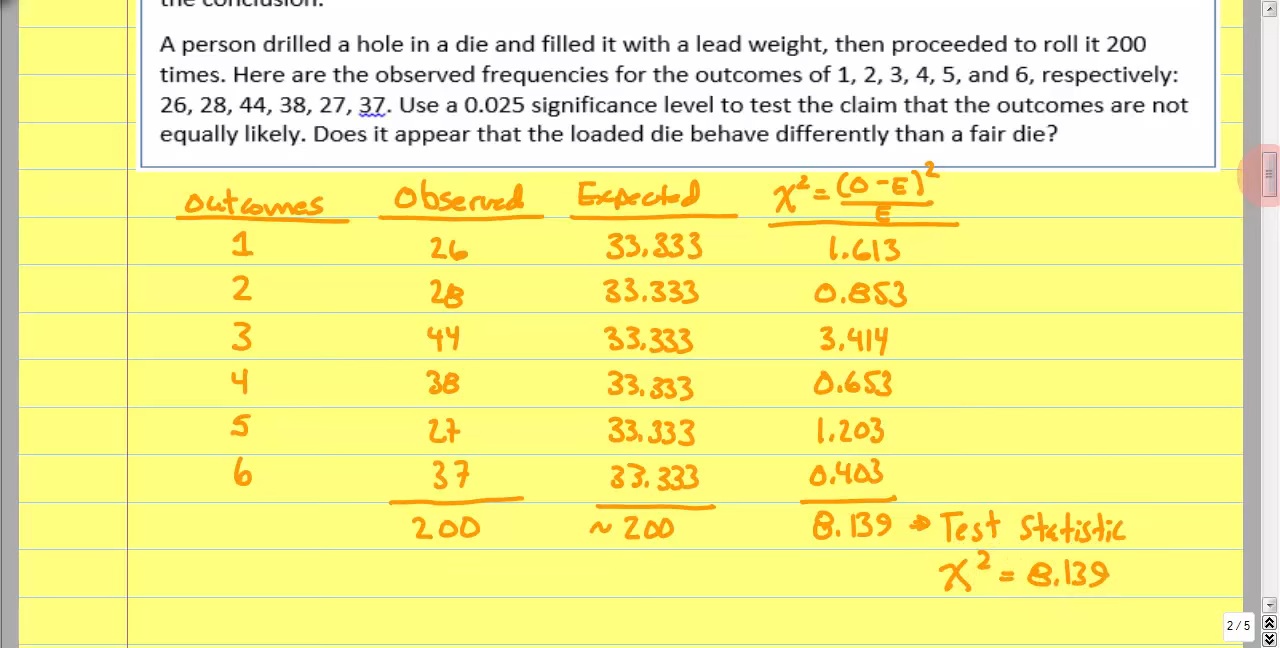 the conclusion.
A person drilled a hole in a die and filled it with a lead weight, then proceeded to roll it 200
times. Here are the observed frequencies for the outcomes of 1, 2, 3, 4, 5, and 6, respectively:
26, 28, 44, 38, 27, 37. Use a 0.025 significance level to test the claim that the outcomes are not
equally likely. Does it appear that the loaded die behave differently than a fair die?
Outcomes Observed Expected χ² = (O-E)²/E
1 26 33.333 1.613
2 28 33.333 0.853
3 44 33.333 3.414
4 38 33.333 0.653
5 27 33.333 1.203
6 37 33.333 0.403
200 ~200 8.139 → Test Statistic
χ² = 8.139
2/5